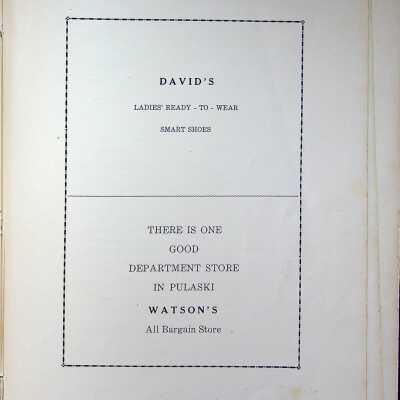 DAVID'S
LADIES' READY - TO - WEAR
SMART SHOES
THERE IS ONE
GOOD
DEPARTMENT STORE
IN PULASKI
WATSON'S
All Bargain Store